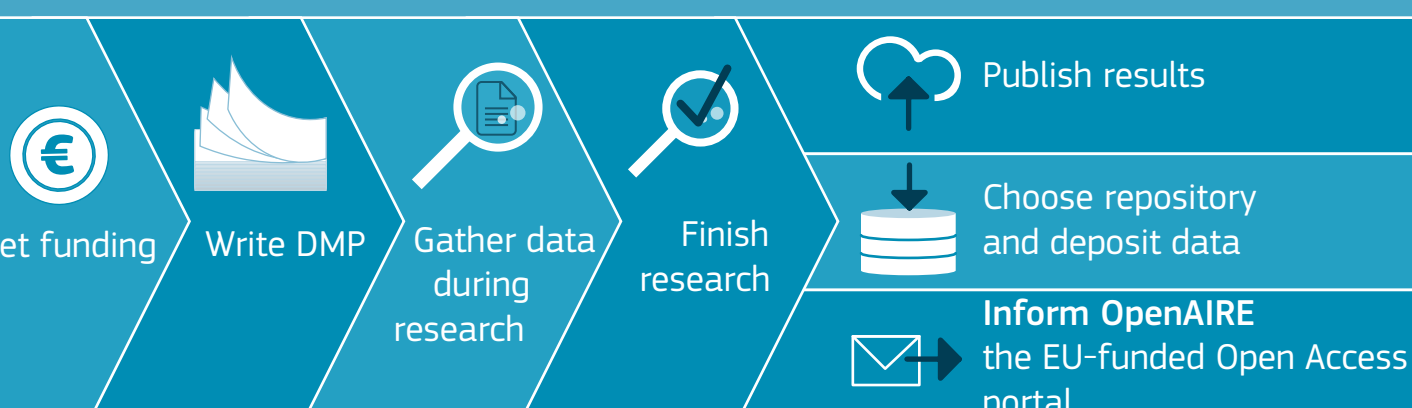 €
et funding
Write DMP
Gather data
during
research
Finish
research
Publish results
Choose repository
and deposit data
Inform OpenAIRE
the EU-funded Open Access
portal